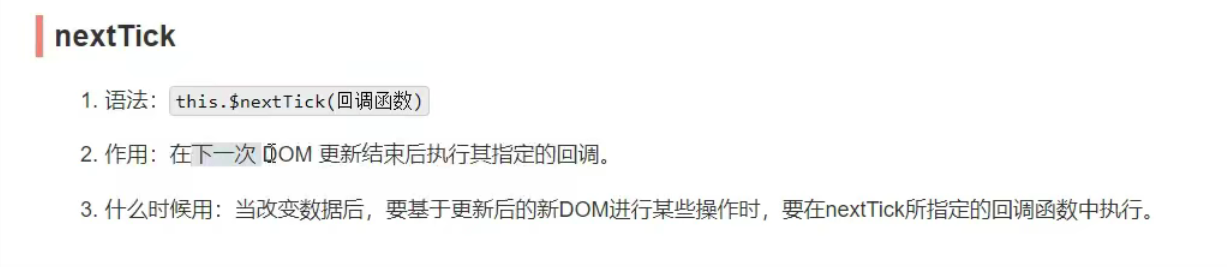 nextTick
1. 语法：this.$nextTick(回调函数)
2. 作用：在下一次 DOM 更新结束后执行其指定的回调。
3. 什么时候用：当改变数据后，要基于更新后的新DOM进行某些操作时，要在nextTick所指定的回调函数中执行。